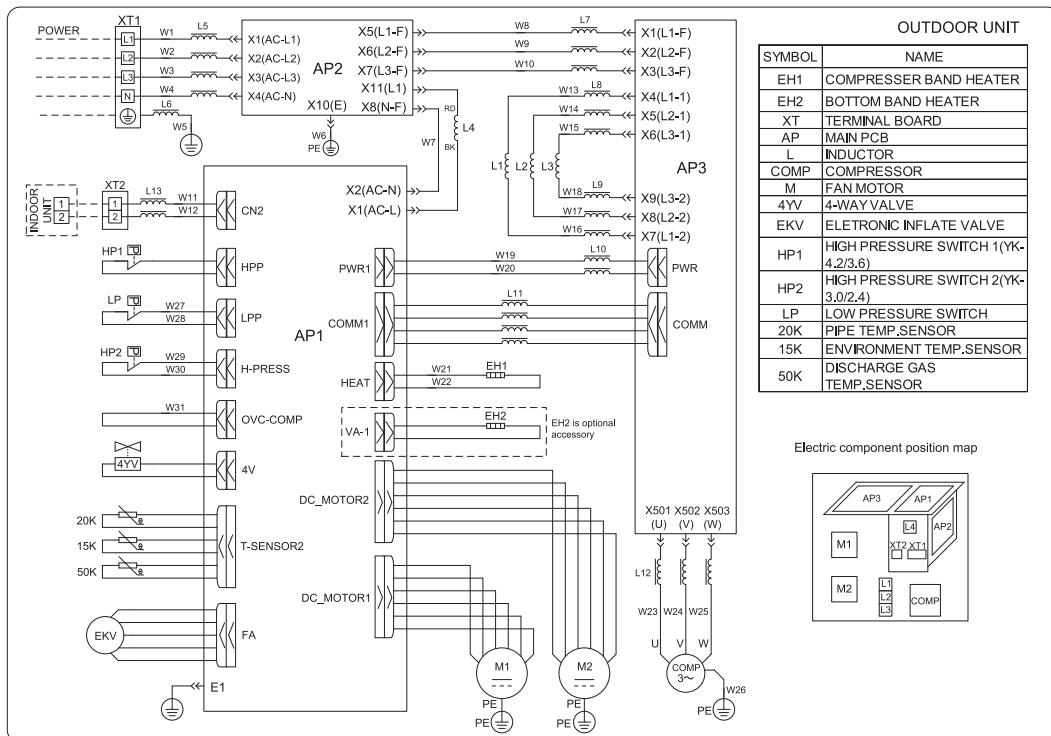 POWER
XT1
L1
L2
L3
N
W1
W2
W3
W4
L5
L6
W5
X1(AC-L1)
X2(AC-L2)
X3(AC-L3)
X4(AC-N)
AP2
X5(L1-F)
X6(L2-F)
X7(L3-F)
X11(L1)
X10(E)
X8(N-F)
W6
PE
W7
RD
L4
BK
W8
W9
W10
L7
X1(L1-F)
X2(L2-F)
X3(L3-F)
W13
L8
W14
W15
X4(L1-1)
X5(L2-1)
X6(L3-1)
AP3
L1
L2
L3
W18
L9
W17
W16
X9(L3-2)
X8(L2-2)
X7(L1-2)
INDOOR
UNIT
1
2
XT2
1
2
L13
W11
W12
CN2
X2(AC-N)
X1(AC-L)
HP1
P
HPP
PWR1
W19
W20
L10
PWR
LP
P
W27
W28
LPP
AP1
COMM1
L11
COMM
HP2
P
W29
W30
H-PRESS
HEAT
W21
W22
EH1
W31
OVC-COMP
VA-1
EH2
EH2 is optional
accessory
4YV
4V
DC_MOTOR2
20K
15K
50K
T-SENSOR2
DC_MOTOR1
EKV
FA
E1
M1
PE
PE
M2
PE
PE
X501
(U)
X502
(V)
X503
(W)
L12
W23
W24
W25
U
V
W
COMP
3～
W26
PE
OUTDOOR UNIT
SYMBOL NAME
EH1 COMPRESSER BAND HEATER
EH2 BOTTOM BAND HEATER
XT TERMINAL BOARD
AP MAIN PCB
L INDUCTOR
COMP COMPRESSOR
M FAN MOTOR
4YV 4-WAY VALVE
EKV ELETRONIC INFLATE VALVE
HP1 HIGH PRESSURE SWITCH 1(YK-
4.2/3.6)
HP2 HIGH PRESSURE SWITCH 2(YK-
3.0/2.4)
LP LOW PRESSURE SWITCH
20K PIPE TEMP.SENSOR
15K ENVIRONMENT TEMP.SENSOR
50K DISCHARGE GAS
TEMP.SENSOR
Electric component position map
AP3
AP1
AP2
L4
XT2
XT1
M1
M2
L1
L2
L3
COMP